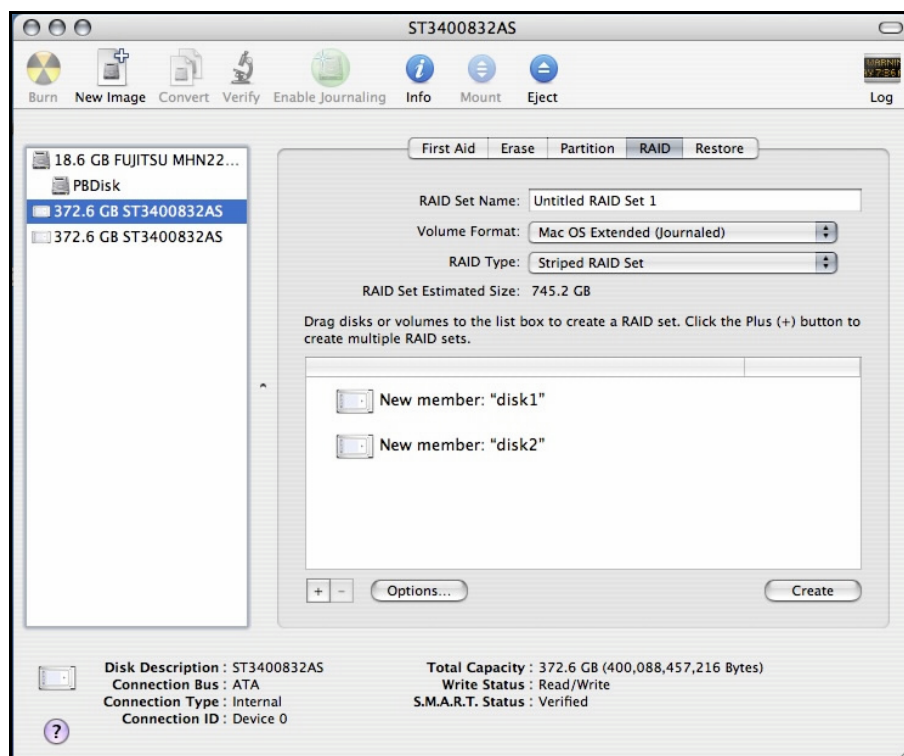 ST3400832AS
Burn New Image Convert Verify Enable Journaling Info Mount Eject Log
18.6 GB FUJITSU MHN22...
PBDisk
372.6 GB ST3400832AS
372.6 GB ST3400832AS
First Aid Erase Partition RAID Restore
RAID Set Name: Untitled RAID Set 1
Volume Format: Mac OS Extended (Journaled)
RAID Type: Striped RAID Set
RAID Set Estimated Size: 745.2 GB
Drag disks or volumes to the list box to create a RAID set. Click the Plus (+) button to
create multiple RAID sets.
New member: “disk1”
New member: “disk2”
+ - Options... Create
Disk Description : ST3400832AS
Connection Bus : ATA
Connection Type : Internal
Connection ID : Device 0
Total Capacity : 372.6 GB (400,088,457,216 Bytes)
Write Status : Read/Write
S.M.A.R.T. Status : Verified
?